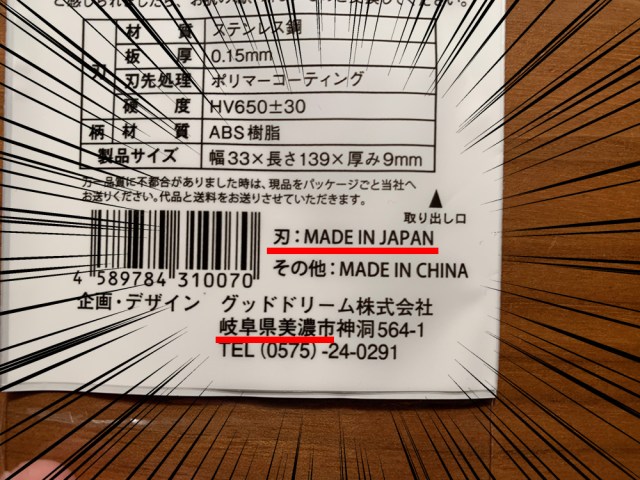 材 質 ステンレス鋼
刃 板 厚 0.15mm
刃先処理 ポリマーコーティング
硬 度 HV650±30
柄 材 質 ABS樹脂
製品サイズ 幅33×長さ139×厚み9mm
万一品質に不都合がありました時は、現品をパッケージごと当社へ
お送りください。代品と送料をお送りさせていただきます。
取り出し口
刃：MADE IN JAPAN
その他：MADE IN CHINA
4 589784 310070
企画・デザイン グッドドリーム株式会社
岐阜県美濃市神洞564-1
TEL (0575)-24-0291